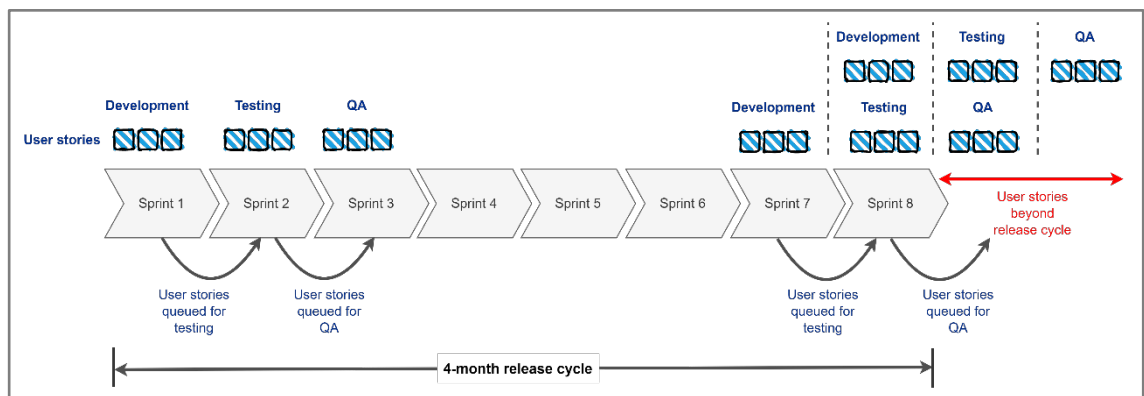 Development Testing QA
Development Testing QA Development Testing QA
User stories
Sprint 1 Sprint 2 Sprint 3 Sprint 4 Sprint 5 Sprint 6 Sprint 7 Sprint 8
User stories
beyond
release cycle
User stories
queued for
testing
User stories
queued for
QA
User stories
queued for
testing
User stories
queued for
QA
4-month release cycle